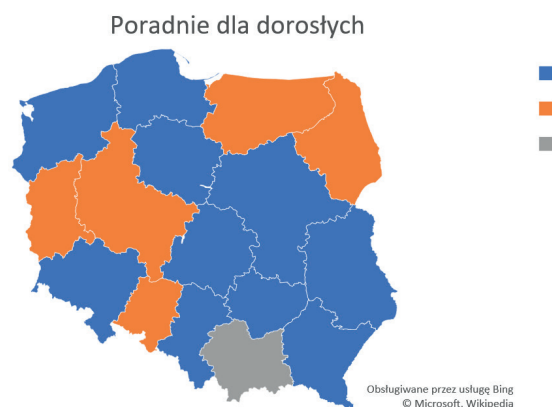 Poradnie dla dorosłych
Obsługiwane przez usługę Bing
© Microsoft, Wikipedia